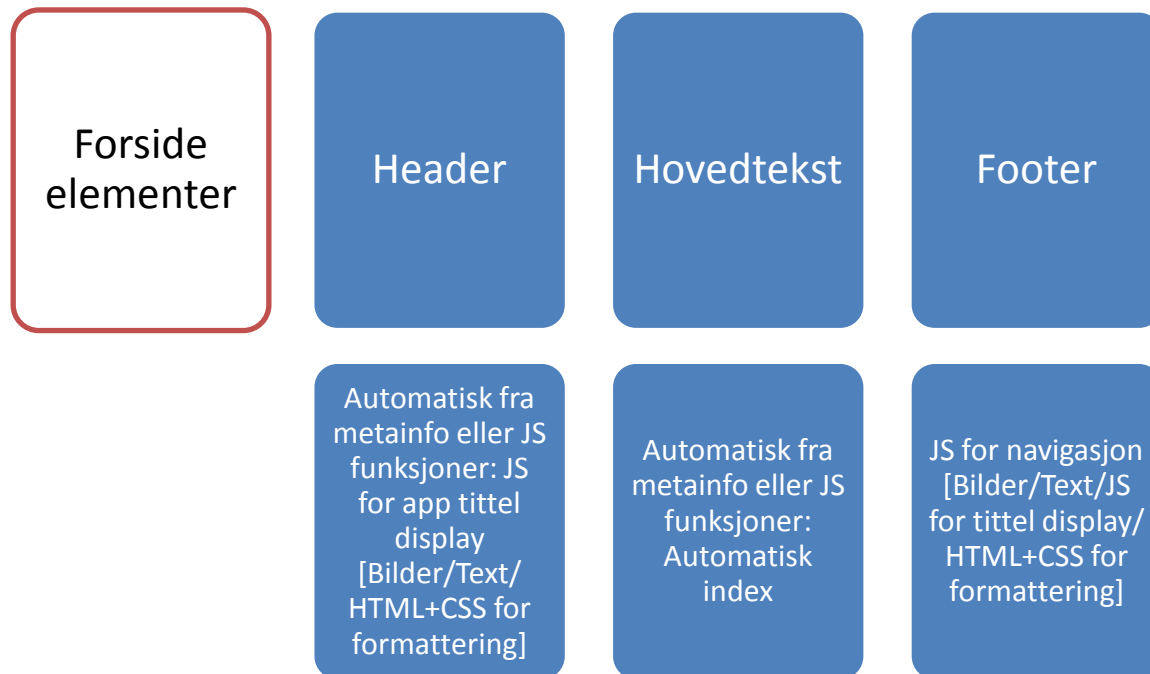 Forside
elementer
Header
Hovedtekst
Footer
Automatisk fra
metainfo eller JS
funksjoner: JS
for app tittel
display
[Bilder/Text/
HTML+CSS for
formattering]
Automatisk fra
metainfo eller JS
funksjoner:
Automatisk
index
JS for navigasjon
[Bilder/Text/JS
for tittel display/
HTML+CSS for
formattering]